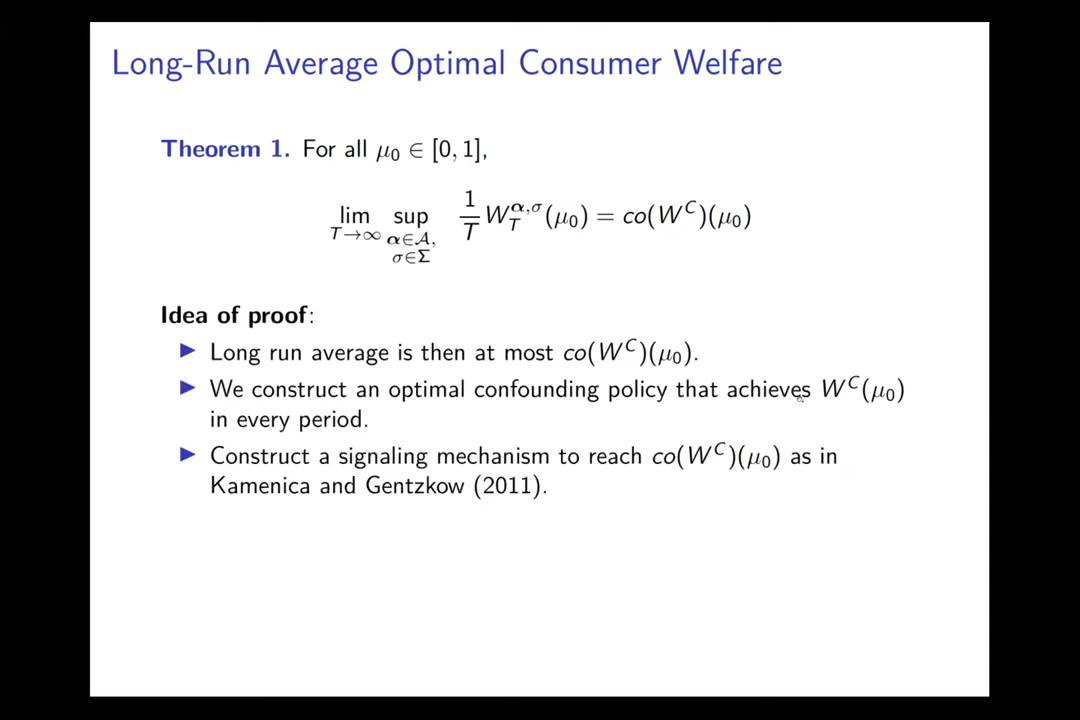 Long-Run Average Optimal Consumer Welfare
Theorem 1. For all μ₀ ∈ [0, 1],
lim_{T→∞} sup_{α∈𝒜, σ∈Σ} (1/T) W_T^{α,σ}(μ₀) = co(W^C)(μ₀)
Idea of proof:
▶ Long run average is then at most co(W^C)(μ₀).
▶ We construct an optimal confounding policy that achieves W^C(μ₀)
in every period.
▶ Construct a signaling mechanism to reach co(W^C)(μ₀) as in
Kamenica and Gentzkow (2011).